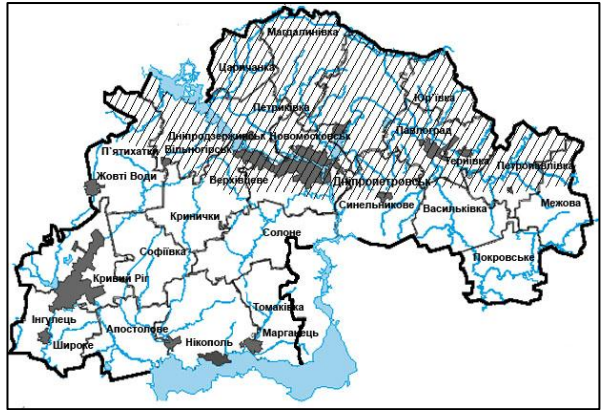 Магдалинівка
Царичанка
Юр'ївка
Петриківка
Дніпродзержинськ
Новомосковськ
Павлоград
П'ятихатки
Вільногірськ
Тернівка
Петропавлівка
Жовті Води
Верхівцеве
Дніпропетровськ
Синельникове
Васильківка
Межова
Кринички
Солоне
Софіївка
Покровське
Кривий Ріг
Томаківка
Інгулець
Апостолове
Марганець
Широке
Нікополь